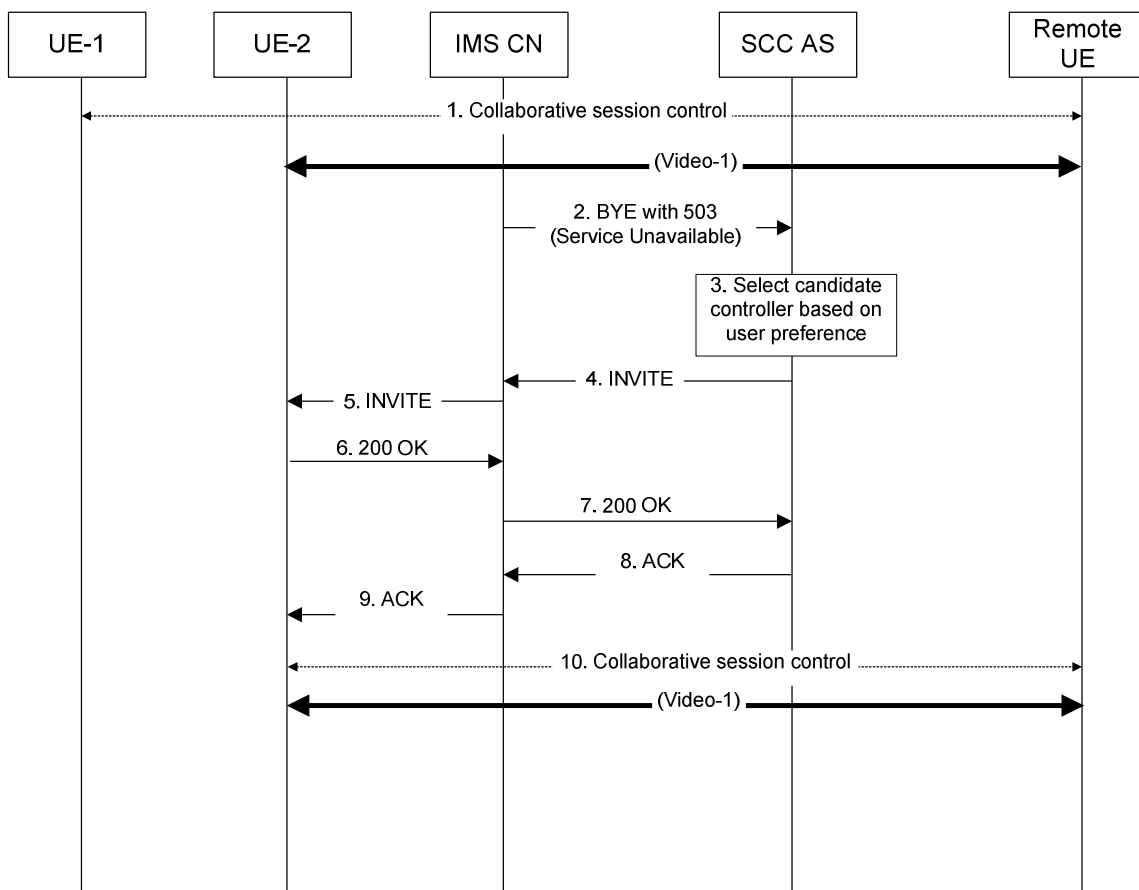 UE-1
UE-2
IMS CN
SCC AS
Remote
UE
1. Collaborative session control
(Video-1)
2. BYE with 503
(Service Unavailable)
3. Select candidate
controller based on
user preference
4. INVITE
5. INVITE
6. 200 OK
7. 200 OK
8. ACK
9. ACK
10. Collaborative session control
(Video-1)